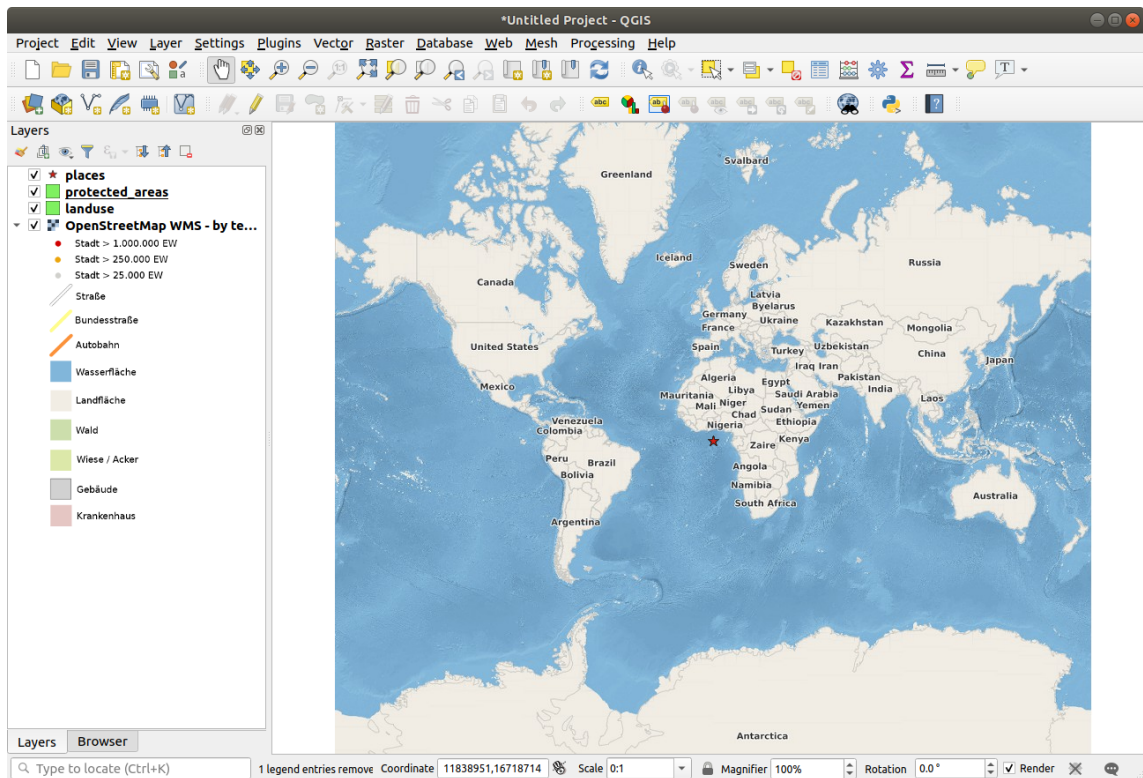 *Untitled Project - QGIS
Project Edit View Layer Settings Plugins Vector Raster Database Web Mesh Processing Help
Layers
places
protected_areas
landuse
OpenStreetMap WMS - by te...
Stadt > 1.000.000 EW
Stadt > 250.000 EW
Stadt > 25.000 EW
Straße
Bundesstraße
Autobahn
Wasserfläche
Landfläche
Wald
Wiese / Acker
Gebäude
Krankenhaus
Svalbard
Greenland
Iceland
Sweden
Russia
Canada
Latvia
Byelarus
Germany
Ukraine
France
Kazakhstan
Mongolia
United States
Spain
Turkey
Uzbekistan
China
Japan
Iraq Iran
Mexico
Algeria
Egypt
Pakistan
Libya
India
Mauritania
Saudi Arabia
Mali
Niger
Yemen
Laos
Chad
Sudan
Venezuela
Nigeria
Ethiopia
Colombia
Zaire
Kenya
Peru
Brazil
Angola
Bolivia
Namibia
Australia
South Africa
Argentina
Antarctica
Layers Browser
Type to locate (Ctrl+K) 1 legend entries remove Coordinate 11838951,16718714 Scale 0:1 Magnifier 100% Rotation 0.0 ° Render